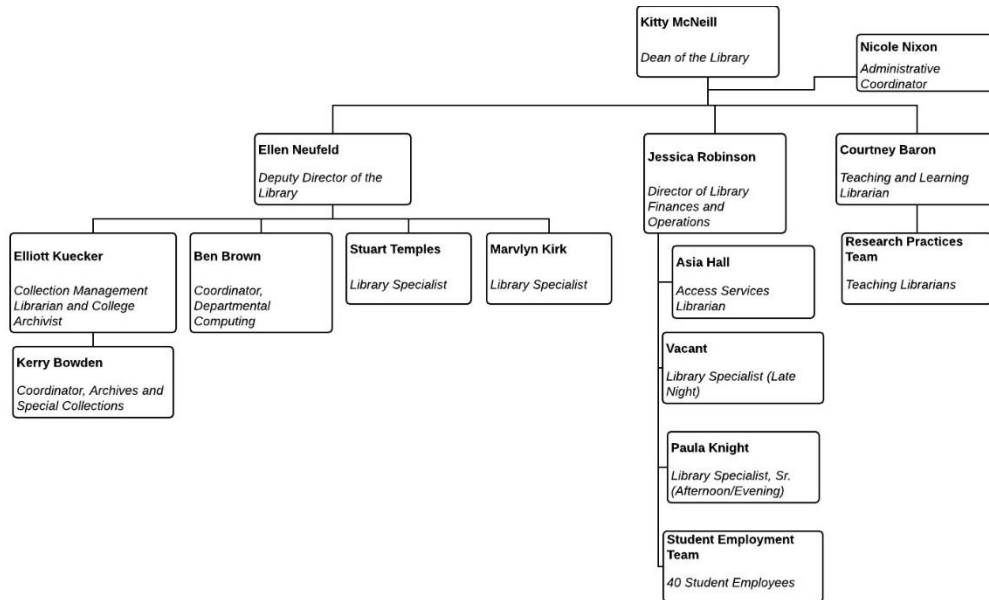 Kitty McNeill
Dean of the Library
Nicole Nixon
Administrative
Coordinator
Ellen Neufeld
Deputy Director of the
Library
Jessica Robinson
Director of Library
Finances and
Operations
Courtney Baron
Teaching and Learning
Librarian
Elliott Kuecker
Collection Management
Librarian and College
Archivist
Ben Brown
Coordinator,
Departmental
Computing
Stuart Temples
Library Specialist
Marvlyn Kirk
Library Specialist
Asia Hall
Access Services
Librarian
Research Practices
Team
Teaching Librarians
Kerry Bowden
Coordinator, Archives and
Special Collections
Vacant
Library Specialist (Late
Night)
Paula Knight
Library Specialist, Sr.
(Afternoon/Evening)
Student Employment
Team
40 Student Employees